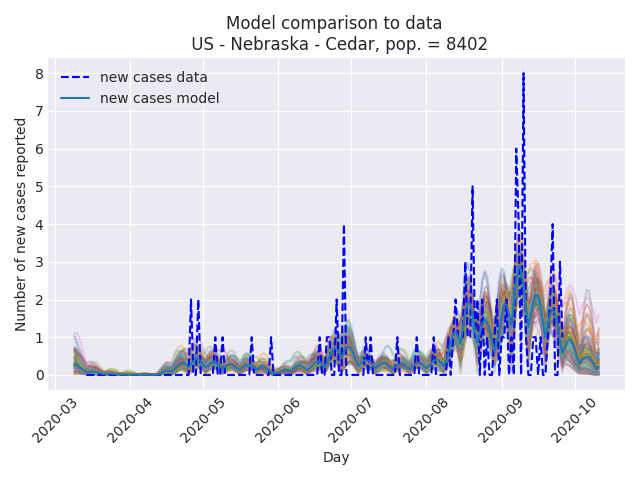 Model comparison to data
US - Nebraska - Cedar, pop. = 8402
new cases data
new cases model
Number of new cases reported
8
7
6
5
4
3
2
1
0
2020-03
2020-04
2020-05
2020-06
2020-07
2020-08
2020-09
2020-10
Day